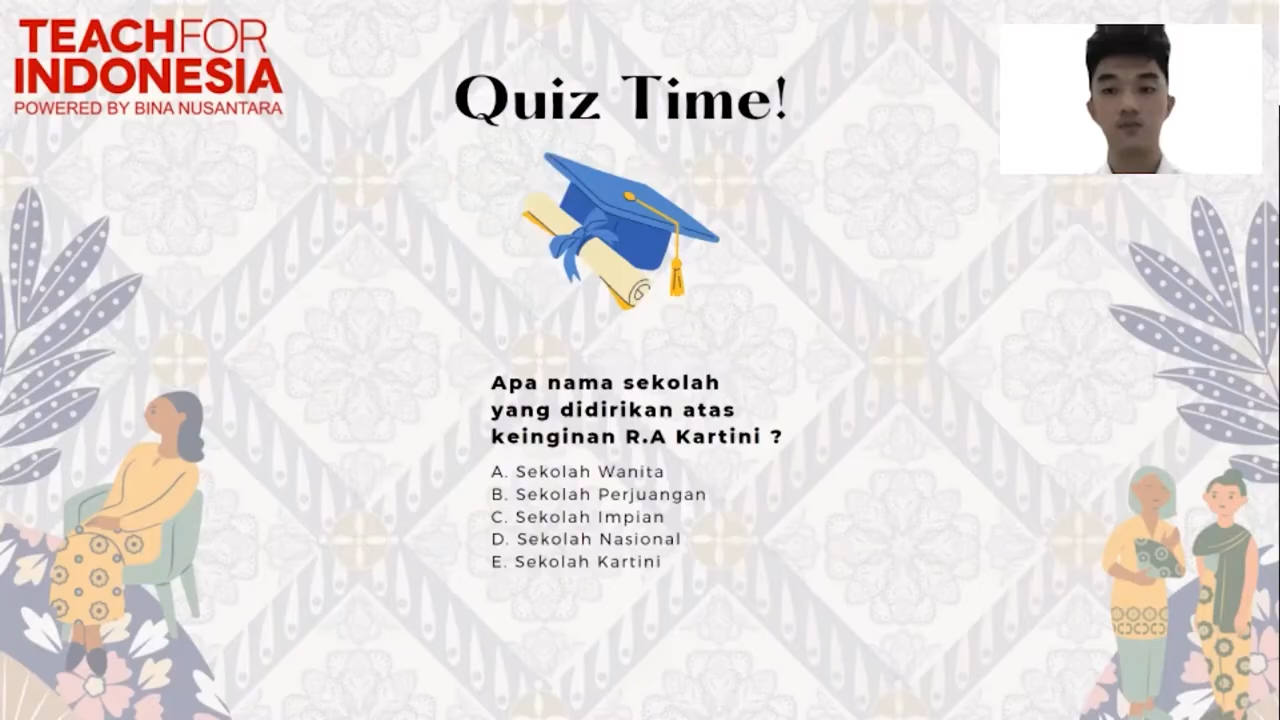 TEACHFOR
INDONESIA
POWERED BY BINA NUSANTARA
Quiz Time!
Apa nama sekolah
yang didirikan atas
keinginan R.A Kartini ?
A. Sekolah Wanita
B. Sekolah Perjuangan
C. Sekolah Impian
D. Sekolah Nasional
E. Sekolah Kartini